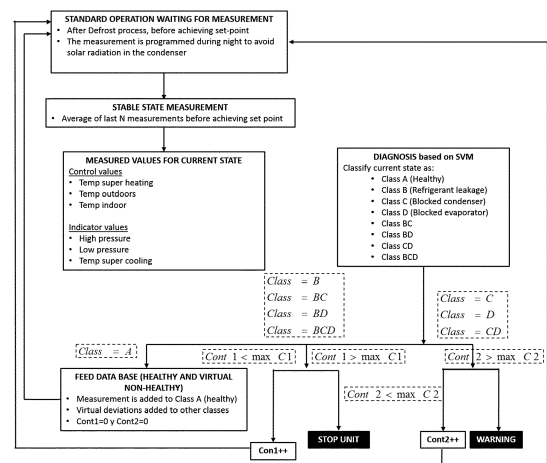 STANDARD OPERATION WAITING FOR MEASUREMENT
• After Defrost process, before achieving set-point
• The measurement is programmed during night to avoid
solar radiation in the condenser
STABLE STATE MEASUREMENT
• Average of last N measurements before achieving set point
MEASURED VALUES FOR CURRENT STATE
Control values
• Temp super heating
• Temp outdoors
• Temp indoor
Indicator values
• High pressure
• Low pressure
• Temp super cooling
DIAGNOSIS based on SVM
Classify current state as:
• Class A (Healthy)
• Class B (Refrigerant leakage)
• Class C (Blocked condenser)
• Class D (Blocked evaporator)
• Class BC
• Class BD
• Class CD
• Class BCD
Class = B
Class = BC
Class = BD
Class = BCD
Class = C
Class = D
Class = CD
Class = A
Cont 1 < max C1
Cont 1 > max C1
Cont 2 > max C 2
FEED DATA BASE (HEALTHY AND VIRTUAL
NON-HEALTHY)
• Measurement is added to Class A (healthy)
• Virtual deviations added to other classes
• Cont1=0 y Cont2=0
Cont 2 < max C 2
Con1++
STOP UNIT
Cont2++
WARNING